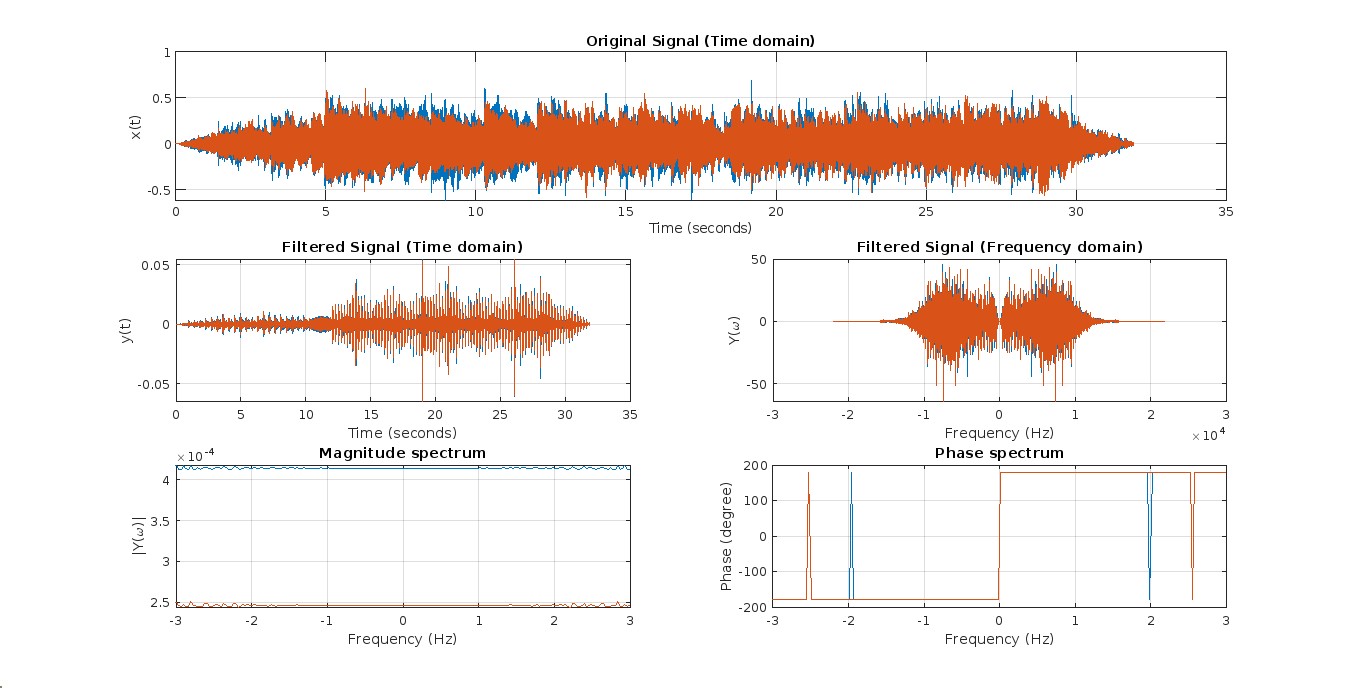 Original Signal (Time domain)
1
0.5
0
-0.5
x(t)
0 5 10 15 20 25 30 35
Time (seconds)
Filtered Signal (Time domain)
0.05
0
-0.05
y(t)
0 5 10 15 20 25 30 35
Time (seconds)
Filtered Signal (Frequency domain)
50
0
-50
Y(ω)
-3 -2 -1 0 1 2 3
Frequency (Hz)
×10⁴
Magnitude spectrum
×10⁻⁴
4
3.5
3
2.5
|Y(ω)|
-3 -2 -1 0 1 2 3
Frequency (Hz)
Phase spectrum
200
100
0
-100
-200
Phase (degree)
-3 -2 -1 0 1 2 3
Frequency (Hz)